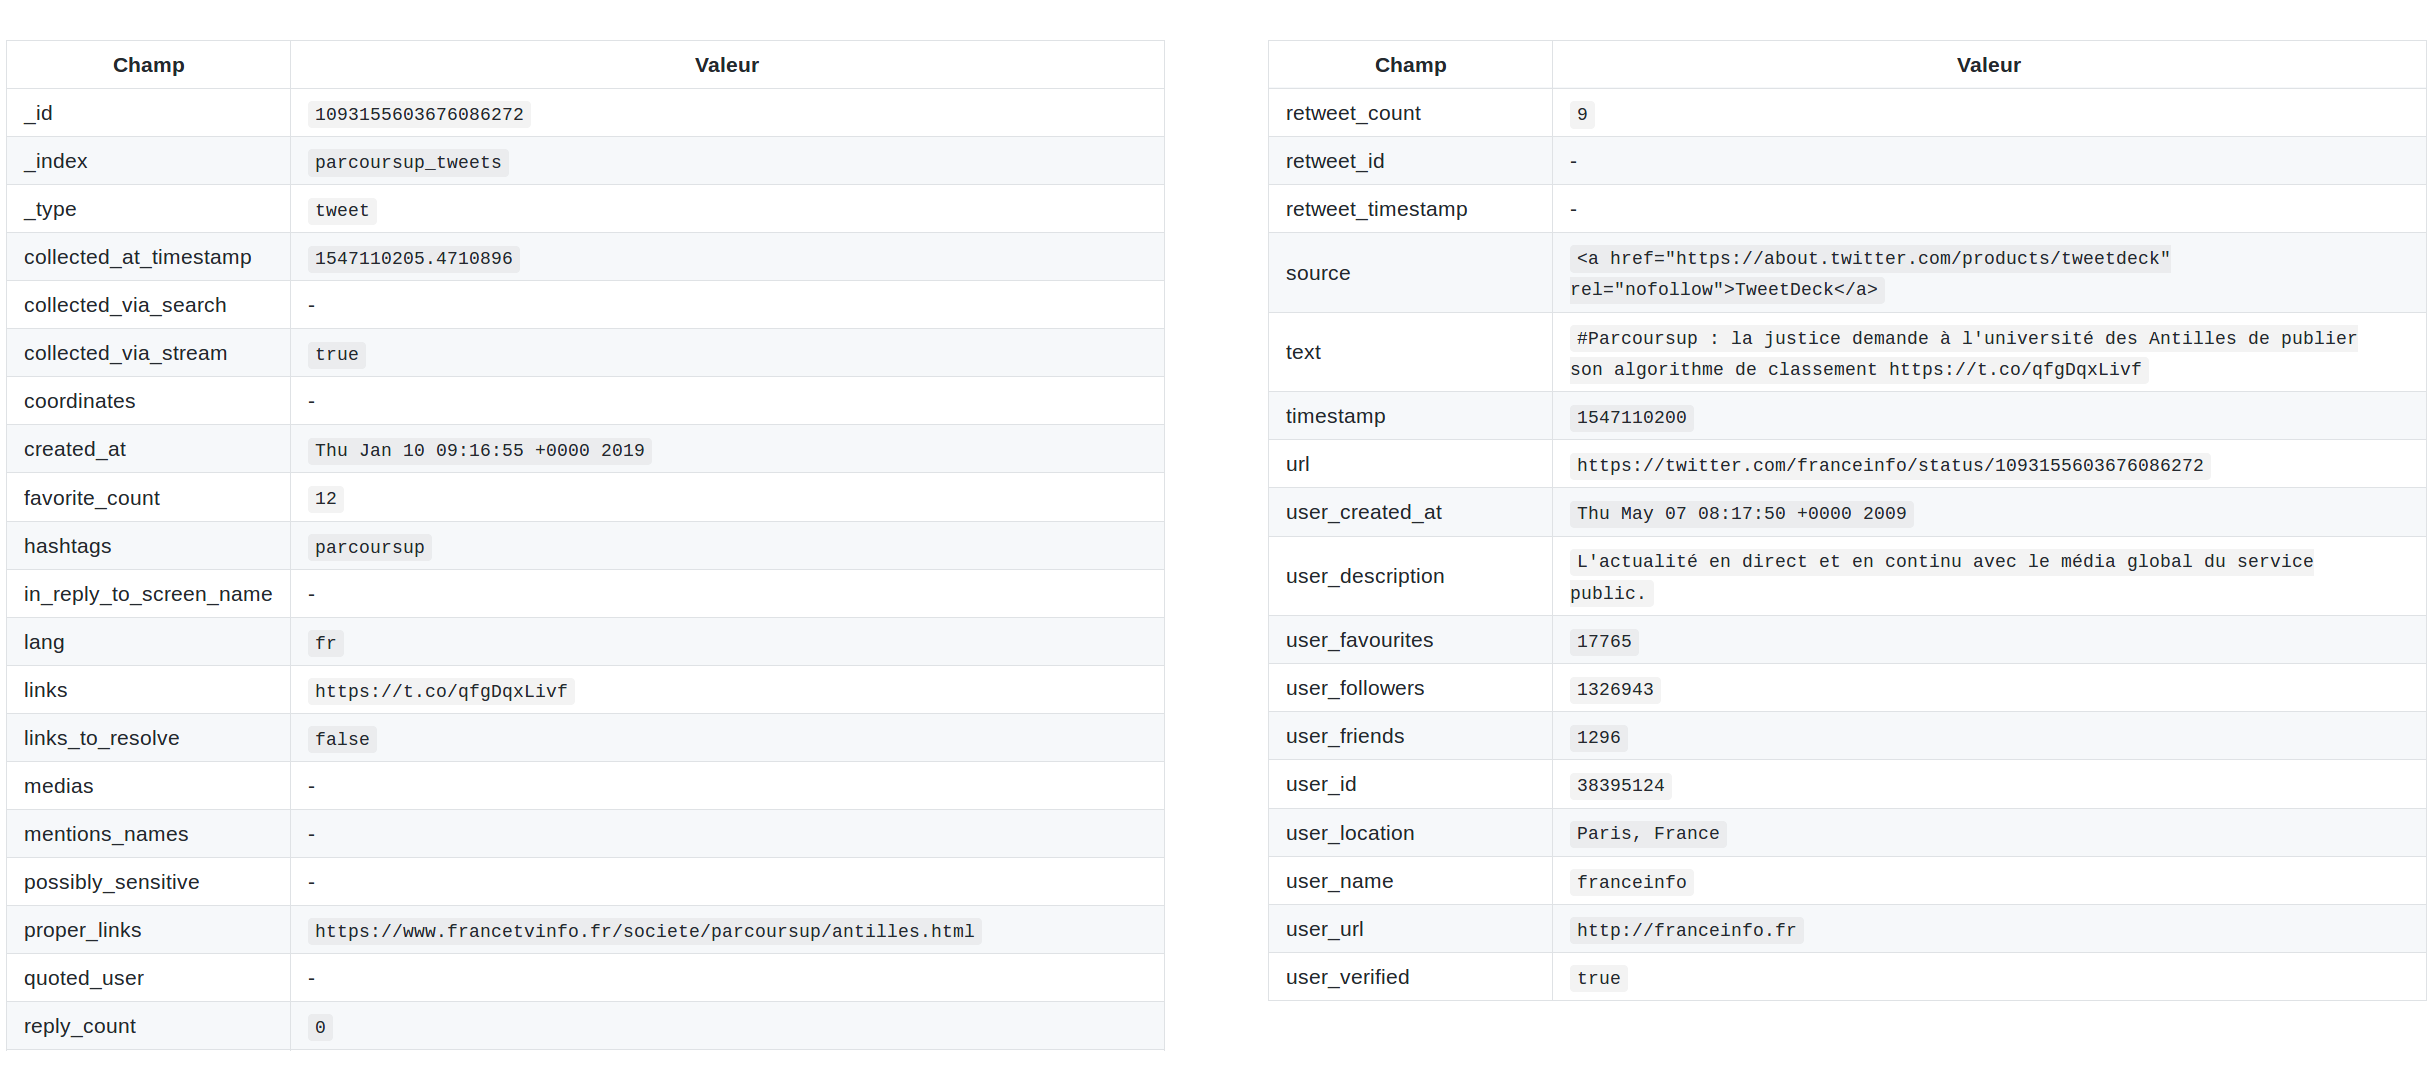 Champ Valeur
_id 1093155603676086272
_index parcoursup_tweets
_type tweet
collected_at_timestamp 1547110205.4710896
collected_via_search -
collected_via_stream true
coordinates -
created_at Thu Jan 10 09:16:55 +0000 2019
favorite_count 12
hashtags parcoursup
in_reply_to_screen_name -
lang fr
links https://t.co/qfgDqxLivf
links_to_resolve false
medias -
mentions_names -
possibly_sensitive -
proper_links https://www.francetvinfo.fr/societe/parcoursup/antilles.html
quoted_user -
reply_count 0
Champ Valeur
retweet_count 9
retweet_id -
retweet_timestamp -
source <a href="https://about.twitter.com/products/tweetdeck"
rel="nofollow">TweetDeck</a>
text #Parcoursup : la justice demande à l'université des Antilles de publier
son algorithme de classement https://t.co/qfgDqxLivf
timestamp 1547110200
url https://twitter.com/franceinfo/status/1093155603676086272
user_created_at Thu May 07 08:17:50 +0000 2009
user_description L'actualité en direct et en continu avec le média global du service
public.
user_favourites 17765
user_followers 1326943
user_friends 1296
user_id 38395124
user_location Paris, France
user_name franceinfo
user_url http://franceinfo.fr
user_verified true